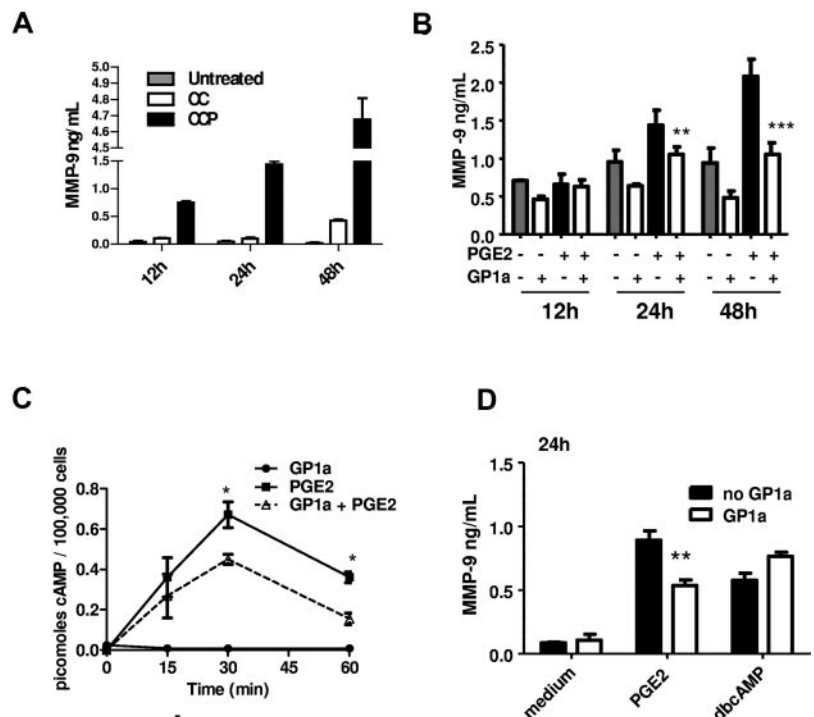 A
MMP-9 ng/mL
Untreated
CC
CCP
5.0
4.9
4.8
4.7
4.6
4.5
1.5
1.0
0.5
0.0
12h 24h 48h
B
MMP -9 ng/mL
2.5
2.0
1.5
1.0
0.5
0.0
** ***
PGE2 - - + + - - + + - - + +
GP1a - + - + - + - + - + - +
12h 24h 48h
C
picomoles cAMP / 100,000 cells
GP1a
PGE2
GP1a + PGE2
0.8
0.6
0.4
0.2
0.0
* *
0 15 30 45 60
Time (min)
D
24h
MMP-9 ng/mL
no GP1a
GP1a
1.5
1.0
0.5
0.0
**
medium PGE2 dbcAMP